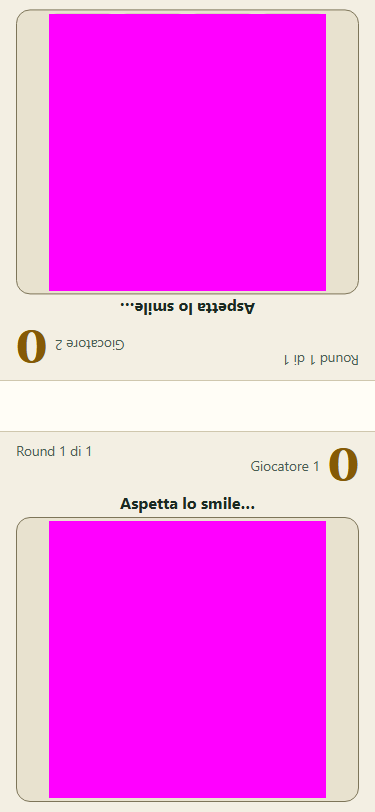 Aspetta lo smile...
Giocatore 2 0
Round 1 di 1
Round 1 di 1
Giocatore 1 0
Aspetta lo smile...